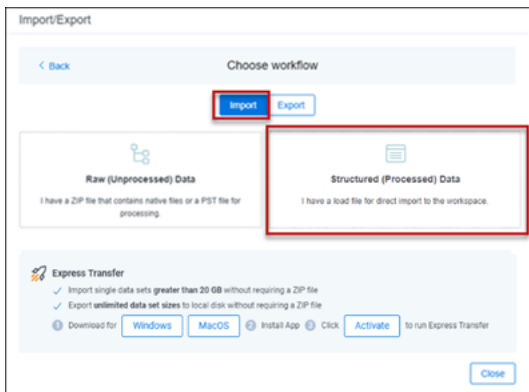 Import/Export
< Back
Choose workflow
Import
Export
Raw (Unprocessed) Data
I have a ZIP file that contains native files or a PST file for
processing.
Structured (Processed) Data
I have a load file for direct import to the workspace.
Express Transfer
✓ Import single data sets greater than 20 GB without requiring a ZIP file
✓ Export unlimited data set sizes to local disk without requiring a ZIP file
1 Download for Windows MacOS 2 Install App 3 Click Activate to run Express Transfer
Close